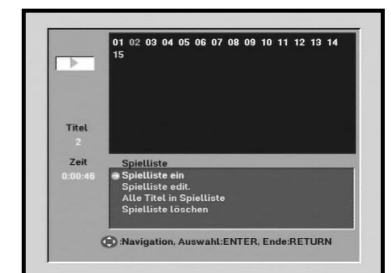 01 02 03 04 05 06 07 08 09 10 11 12 13 14
15
Titel
2
Zeit
0:00:46
Spielliste
Spielliste ein
Spielliste edit.
Alle Titel in Spielliste
Spielliste löschen
:Navigation, Auswahl:ENTER, Ende:RETURN